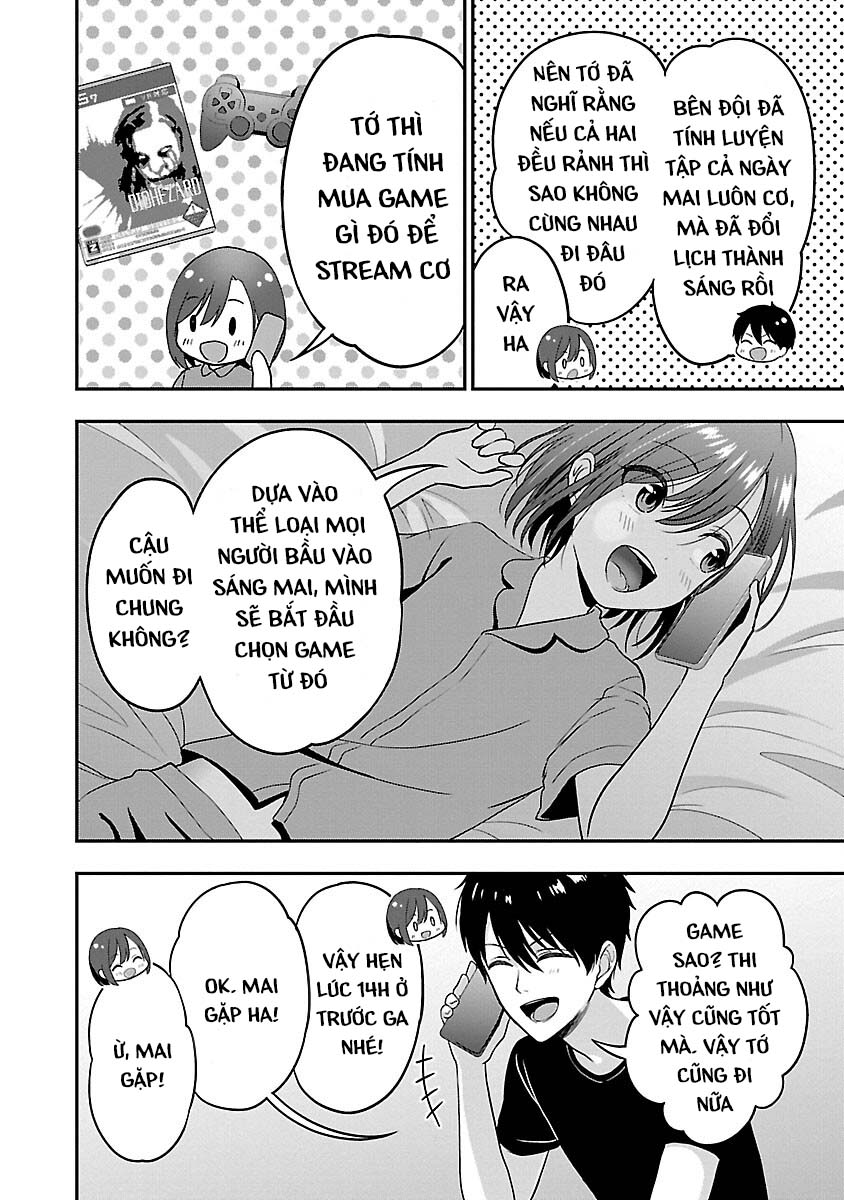 BÊN ĐỘI ĐÃ
TÍNH LUYỆN
TẬP CẢ NGÀY
MAI LUÔN CƠ,
MÀ ĐÃ ĐỔI
LỊCH THÀNH
SÁNG RỒI
NÊN TỚ ĐÃ
NGHĨ RẰNG
NẾU CẢ HAI
ĐỀU RẢNH THÌ
SAO KHÔNG
CÙNG NHAU
ĐI ĐÂU
ĐÓ
RA
VẬY
HA
TỚ THÌ
ĐANG TÍNH
MUA GAME
GÌ ĐÓ ĐỂ
STREAM CƠ
DIOHEZARD
DỰA VÀO
THỂ LOẠI MỌI
NGƯỜI BẦU VÀO
SÁNG MAI, MÌNH
SẼ BẮT ĐẦU
CHỌN GAME
TỪ ĐÓ
CẬU
MUỐN ĐI
CHUNG
KHÔNG?
GAME
SAO? THI
THOẢNG NHƯ
VẬY CŨNG TỐT
MÀ. VẬY TỚ
CŨNG ĐI
NỮA
VẬY HẸN
LÚC 14H Ở
TRƯỚC GA
NHÉ!
OK. MAI
GẶP HA!
Ừ, MAI
GẶP!